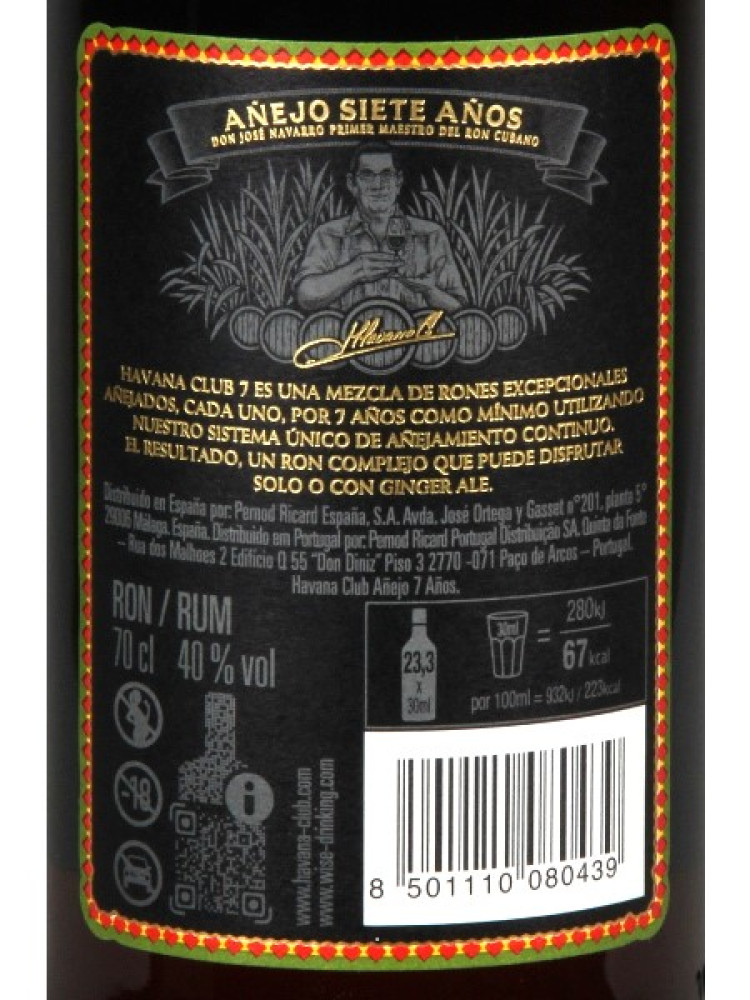 AÑEJO SIETE AÑOS
DON JOSÉ NAVARRO PRIMER MAESTRO DEL RON CUBANO
HAVANA CLUB 7 ES UNA MEZCLA DE RONES EXCEPCIONALES
AÑEJADOS, CADA UNO, POR 7 AÑOS COMO MÍNIMO UTILIZANDO
NUESTRO SISTEMA ÚNICO DE AÑEJAMIENTO CONTINUO.
EL RESULTADO, UN RON COMPLEJO QUE PUEDE DISFRUTAR
SOLO O CON GINGER ALE.
Distribuido en España por: Pernod Ricard España, S.A. Avda. José Ortega y Gasset nº201, planta 5ª
29006 Málaga. España. Distribuido em Portugal por: Pernod Ricard Portugal Distribuição SA. Quinta da Fonte
– Rua dos Malhoes 2 Edificio Q 55 "Don Diniz" Piso 3 2770 -071 Paço de Arcos – Portugal.
Havana Club Añejo 7 Años.
RON / RUM
70 cl 40 % vol
23,3
x
30ml
30ml
=
280kJ
67 kcal
por 100ml = 932kJ / 223kcal
-18
i
www.havana-club.com
www.wise-drinking.com
8 501110 080439